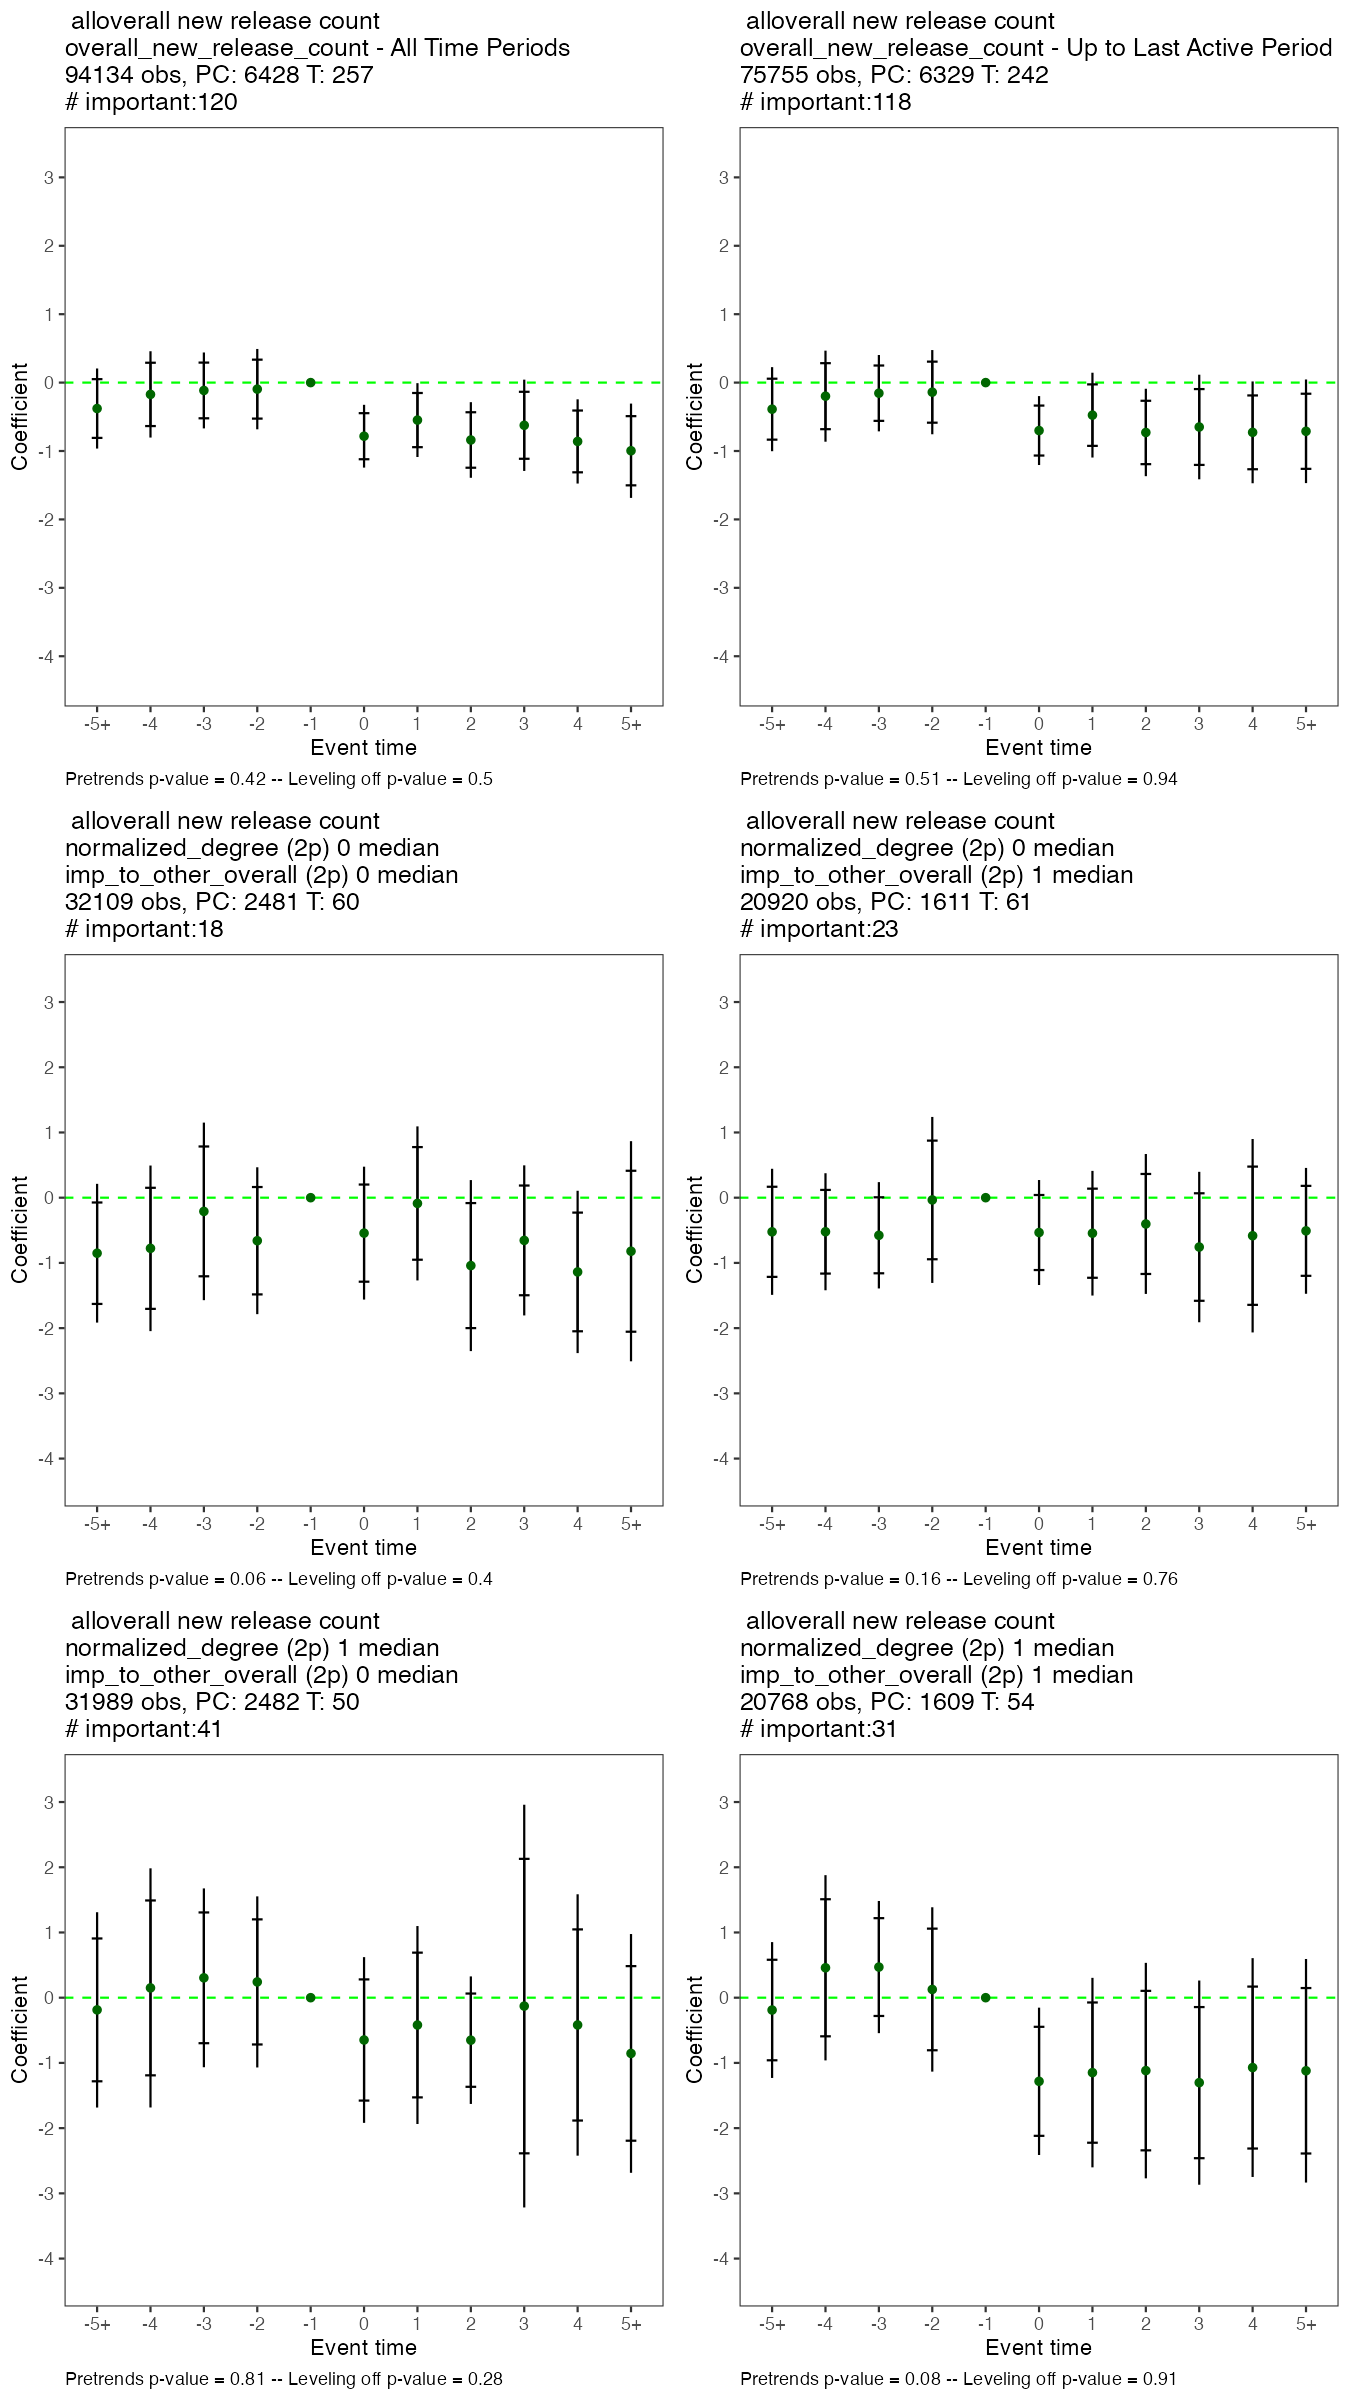 alloverall new release count
overall_new_release_count - All Time Periods
94134 obs, PC: 6428 T: 257
# important:120
3
2
1
0
-1
-2
-3
-4
Coefficient
-5+ -4 -3 -2 -1 0 1 2 3 4 5+
Event time
Pretrends p-value = 0.42 -- Leveling off p-value = 0.5
alloverall new release count
overall_new_release_count - Up to Last Active Period
75755 obs, PC: 6329 T: 242
# important:118
3
2
1
0
-1
-2
-3
-4
Coefficient
-5+ -4 -3 -2 -1 0 1 2 3 4 5+
Event time
Pretrends p-value = 0.51 -- Leveling off p-value = 0.94
alloverall new release count
normalized_degree (2p) 0 median
imp_to_other_overall (2p) 0 median
32109 obs, PC: 2481 T: 60
# important:18
3
2
1
0
-1
-2
-3
-4
Coefficient
-5+ -4 -3 -2 -1 0 1 2 3 4 5+
Event time
Pretrends p-value = 0.06 -- Leveling off p-value = 0.4
alloverall new release count
normalized_degree (2p) 0 median
imp_to_other_overall (2p) 1 median
20920 obs, PC: 1611 T: 61
# important:23
3
2
1
0
-1
-2
-3
-4
Coefficient
-5+ -4 -3 -2 -1 0 1 2 3 4 5+
Event time
Pretrends p-value = 0.16 -- Leveling off p-value = 0.76
alloverall new release count
normalized_degree (2p) 1 median
imp_to_other_overall (2p) 0 median
31989 obs, PC: 2482 T: 50
# important:41
3
2
1
0
-1
-2
-3
-4
Coefficient
-5+ -4 -3 -2 -1 0 1 2 3 4 5+
Event time
Pretrends p-value = 0.81 -- Leveling off p-value = 0.28
alloverall new release count
normalized_degree (2p) 1 median
imp_to_other_overall (2p) 1 median
20768 obs, PC: 1609 T: 54
# important:31
3
2
1
0
-1
-2
-3
-4
Coefficient
-5+ -4 -3 -2 -1 0 1 2 3 4 5+
Event time
Pretrends p-value = 0.08 -- Leveling off p-value = 0.91